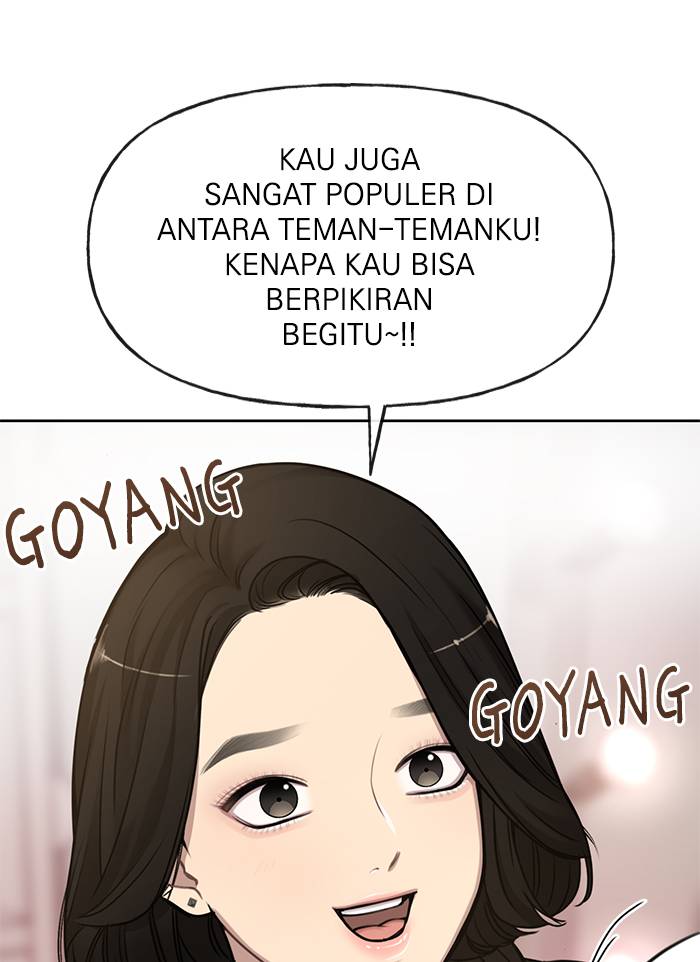 KAU JUGA
SANGAT POPULER DI
ANTARA TEMAN-TEMANKU!
KENAPA KAU BISA
BERPIKIRAN
BEGITU~!!
GOYANG
GOYANG